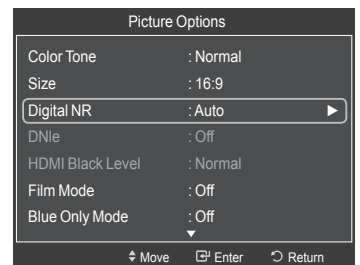 Picture Options
Color Tone : Normal
Size : 16:9
Digital NR : Auto ►
DNIe : Off
HDMI Black Level : Normal
Film Mode : Off
Blue Only Mode : Off
▼
Move Enter Return